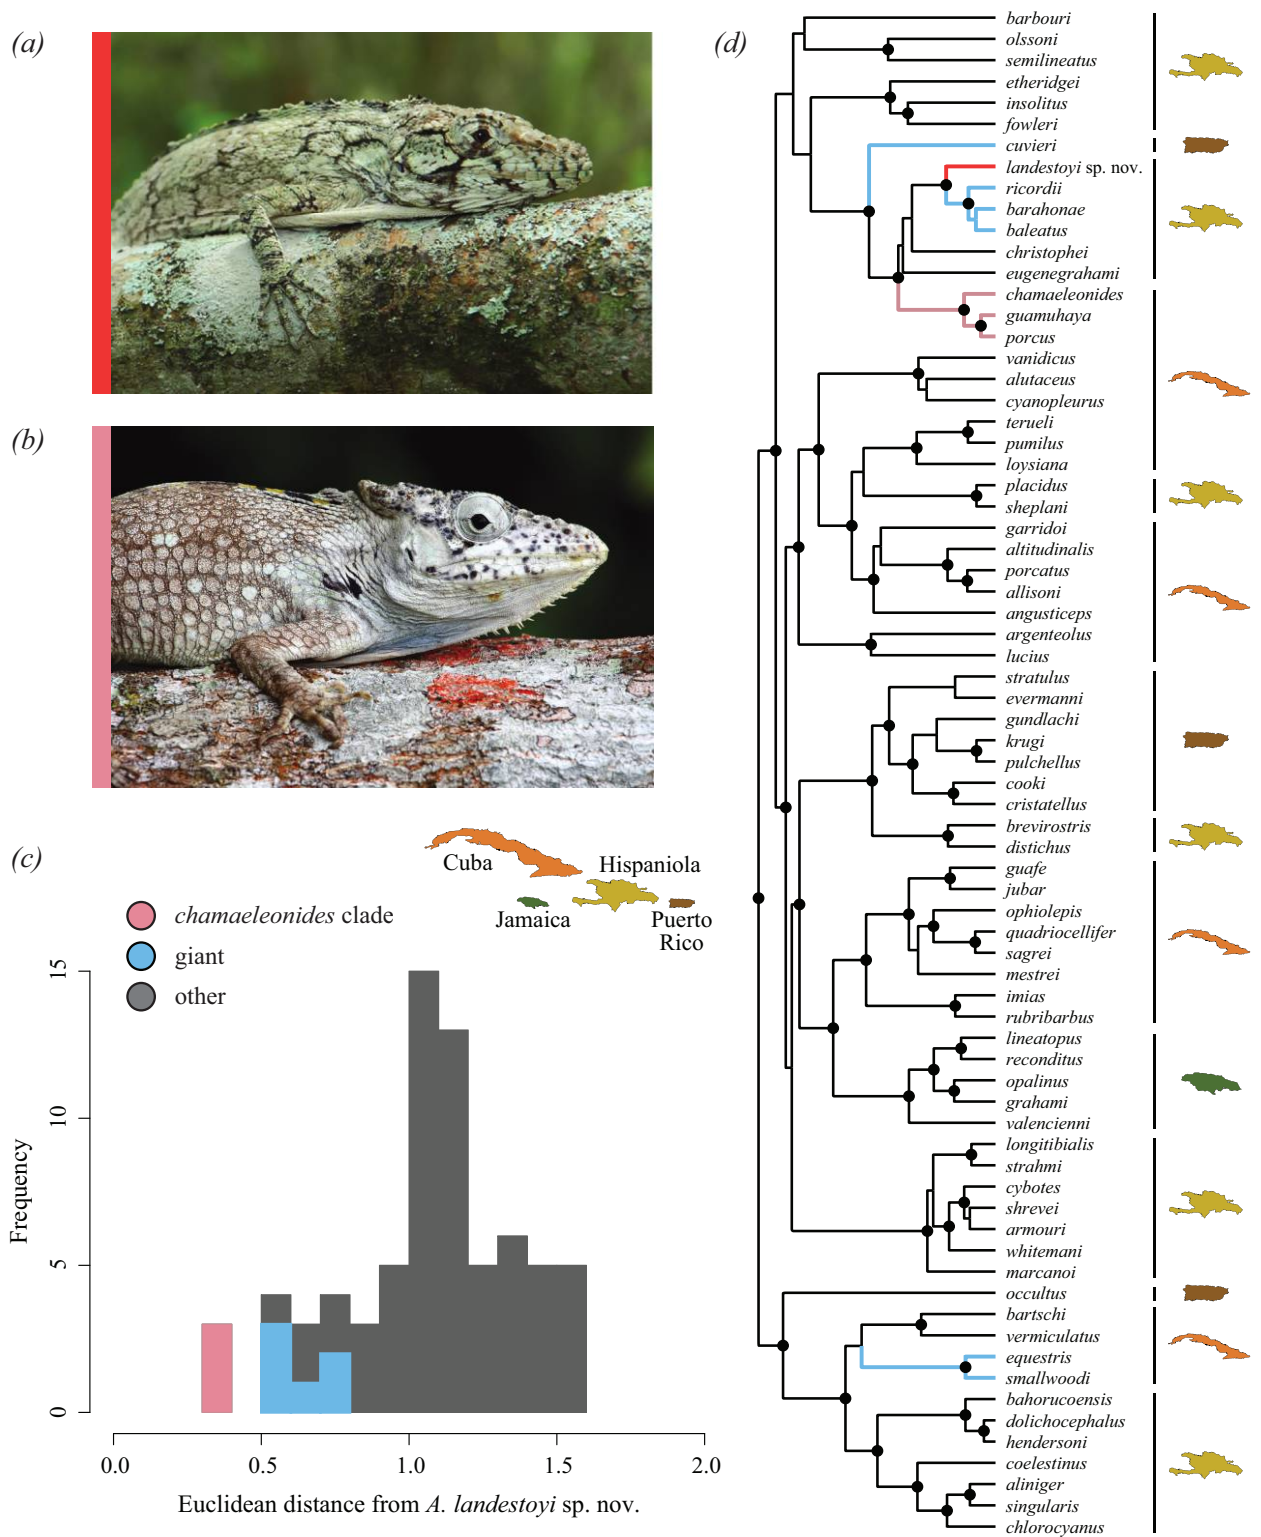 (a)
(b)
(c)
Cuba
Hispaniola
Jamaica
Puerto
Rico
chamaeleonides clade
giant
other
Frequency
15
10
5
0
0.0
0.5
1.0
1.5
2.0
Euclidean distance from A. landestoyi sp. nov.
(d)
barbouri
olssoni
semilineatus
etheridgei
insolitus
fowleri
cuvieri
landestoyi sp. nov.
ricordii
barahonae
baleatus
christophei
eugenegrahami
chamaeleonides
guamuhaya
porcus
vanidicus
alutaceus
cyanopleurus
terueli
pumilus
loysiana
placidus
sheplani
garridoi
altitudinalis
porcatus
allisoni
angusticeps
argenteolus
lucius
stratulus
evermanni
gundlachi
krugi
pulchellus
cooki
cristatellus
brevirostris
distichus
guafe
jubar
ophiolepis
quadriocellifer
sagrei
mestrei
imias
rubribarbus
lineatopus
reconditus
opalinus
grahami
valencienni
longitibialis
strahmi
cybotes
shrevei
armouri
whitemani
marcanoi
occultus
bartschi
vermiculatus
equestris
smallwoodi
bahorucoensis
dolichocephalus
hendersoni
coelestinus
aliniger
singularis
chlorocyanus